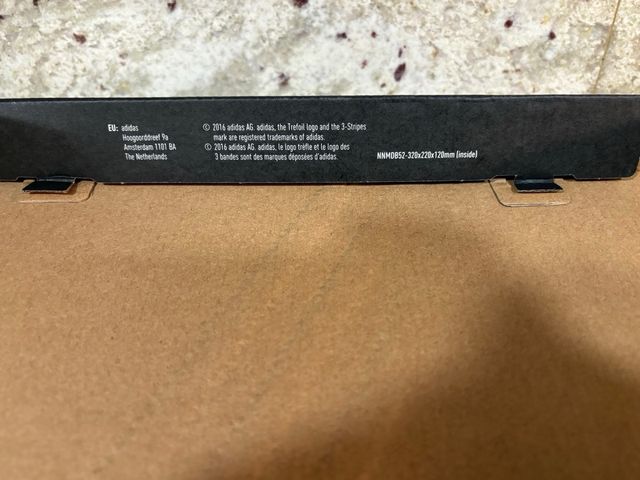 EU: adidas
Hoogoorddreef 9a
Amsterdam 1101 BA
The Netherlands
© 2016 adidas AG. adidas, the Trefoil logo and the 3-Stripes
mark are registered trademarks of adidas.
© 2016 adidas AG. adidas, le logo trèfle et le logo des
3 bandes sont des marques déposées d'adidas.
NNMDB52-320x220x120mm (inside)